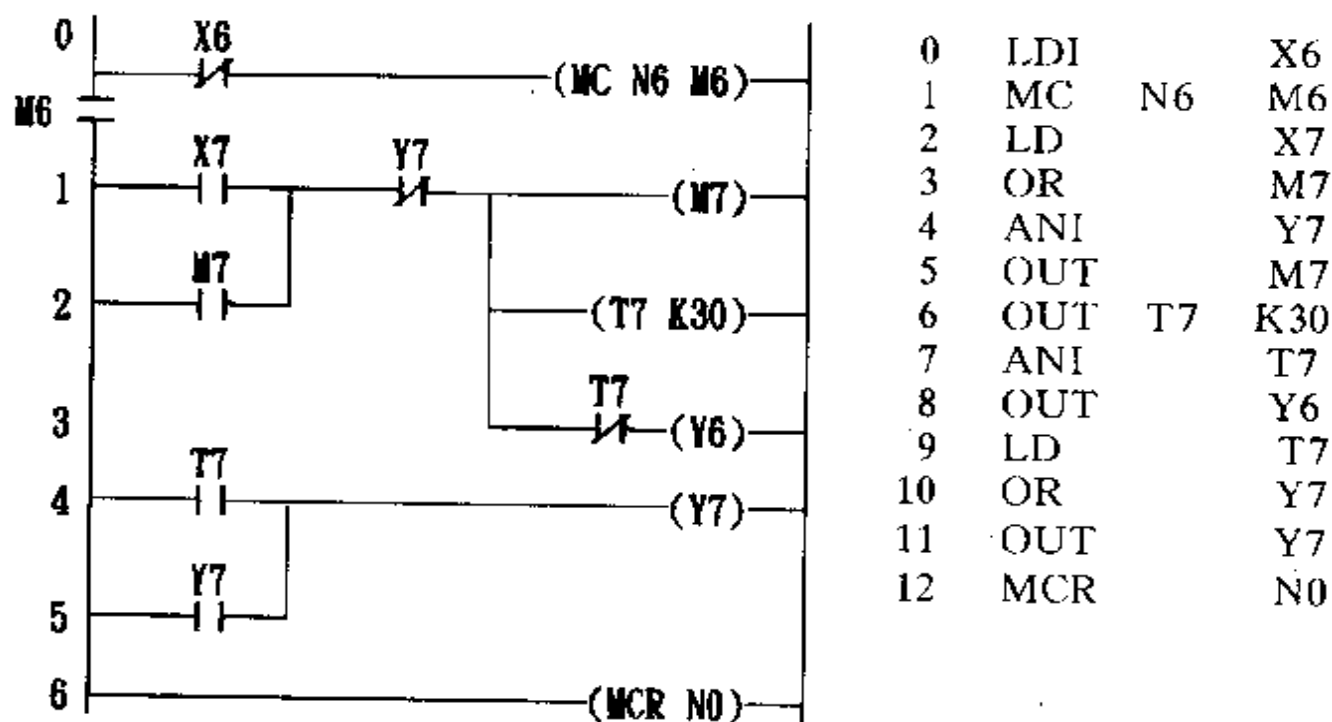 0 X6 (MC N6 M6)
M6
1 X7 Y7 (M7)
2 M7
(T7 K30)
3 T7 (Y6)
4 T7 (Y7)
5 Y7
6 (MCR N0)
0 LDI X6
1 MC N6 M6
2 LD X7
3 OR M7
4 ANI Y7
5 OUT M7
6 OUT T7 K30
7 ANI T7
8 OUT Y6
9 LD T7
10 OR Y7
11 OUT Y7
12 MCR N0